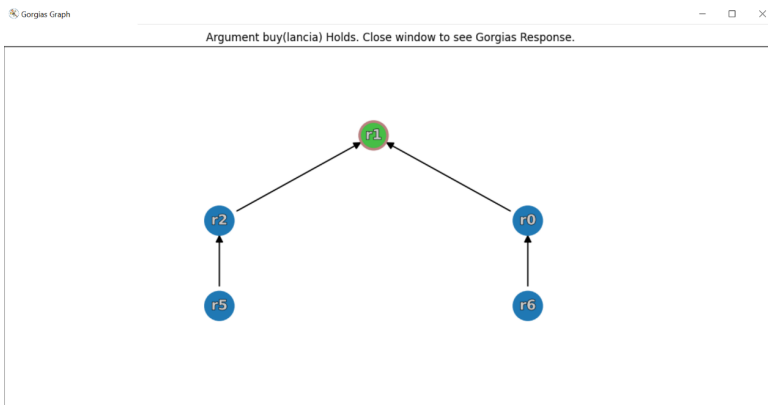 Gorgias Graph
Argument buy(lancia) Holds. Close window to see Gorgias Response.
r1
r2
r0
r5
r6